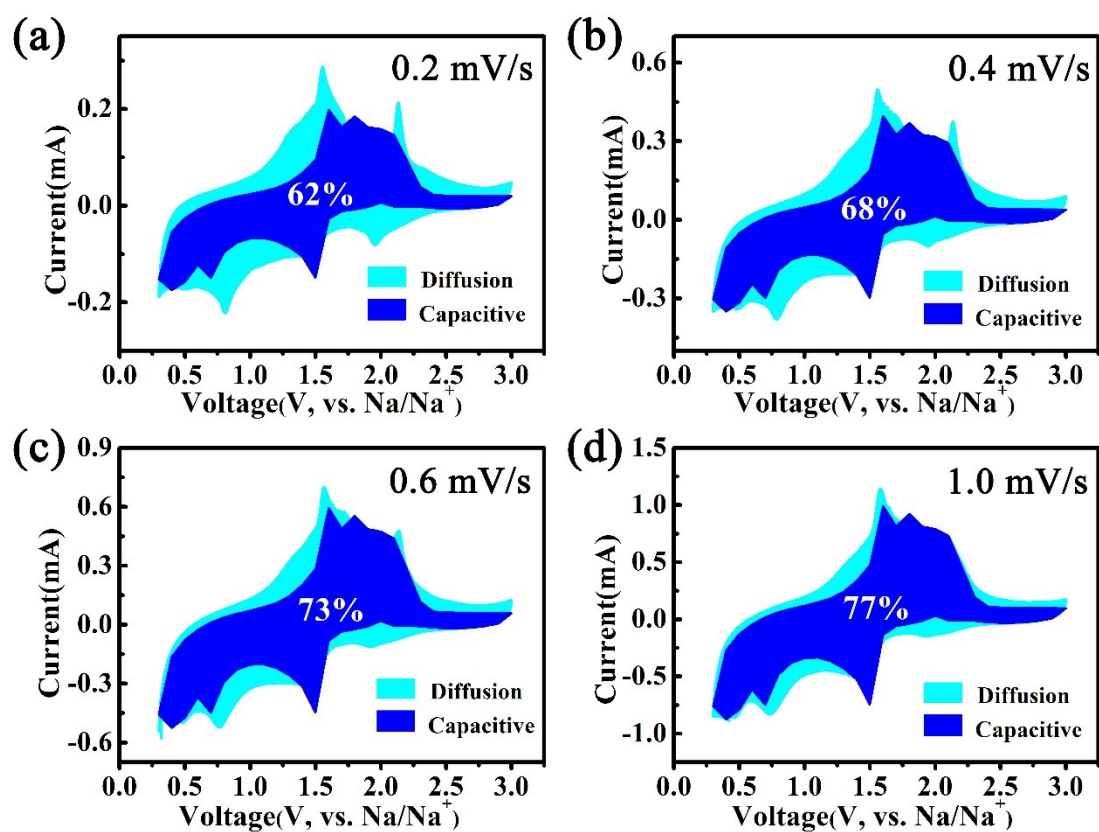 (a)
0.2 mV/s
Current(mA)
0.2
0.0
-0.2
62%
Diffusion
Capacitive
0.0 0.5 1.0 1.5 2.0 2.5 3.0
Voltage(V, vs. Na/Na⁺)
(b)
0.4 mV/s
Current(mA)
0.6
0.3
0.0
-0.3
68%
Diffusion
Capacitive
0.0 0.5 1.0 1.5 2.0 2.5 3.0
Voltage(V, vs. Na/Na⁺)
(c)
0.6 mV/s
Current(mA)
0.9
0.6
0.3
0.0
-0.3
-0.6
73%
Diffusion
Capacitive
0.0 0.5 1.0 1.5 2.0 2.5 3.0
Voltage(V, vs. Na/Na⁺)
(d)
1.0 mV/s
Current(mA)
1.5
1.0
0.5
0.0
-0.5
-1.0
77%
Diffusion
Capacitive
0.0 0.5 1.0 1.5 2.0 2.5 3.0
Voltage(V, vs. Na/Na⁺)